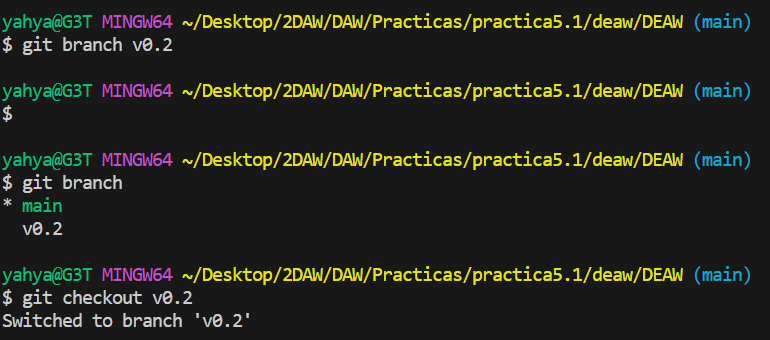 yahya@G3T MINGW64 ~/Desktop/2DAW/DAW/Practicas/practica5.1/deaw/DEAW (main)
$ git branch v0.2
yahya@G3T MINGW64 ~/Desktop/2DAW/DAW/Practicas/practica5.1/deaw/DEAW (main)
$
yahya@G3T MINGW64 ~/Desktop/2DAW/DAW/Practicas/practica5.1/deaw/DEAW (main)
$ git branch
* main
  v0.2
yahya@G3T MINGW64 ~/Desktop/2DAW/DAW/Practicas/practica5.1/deaw/DEAW (main)
$ git checkout v0.2
Switched to branch 'v0.2'